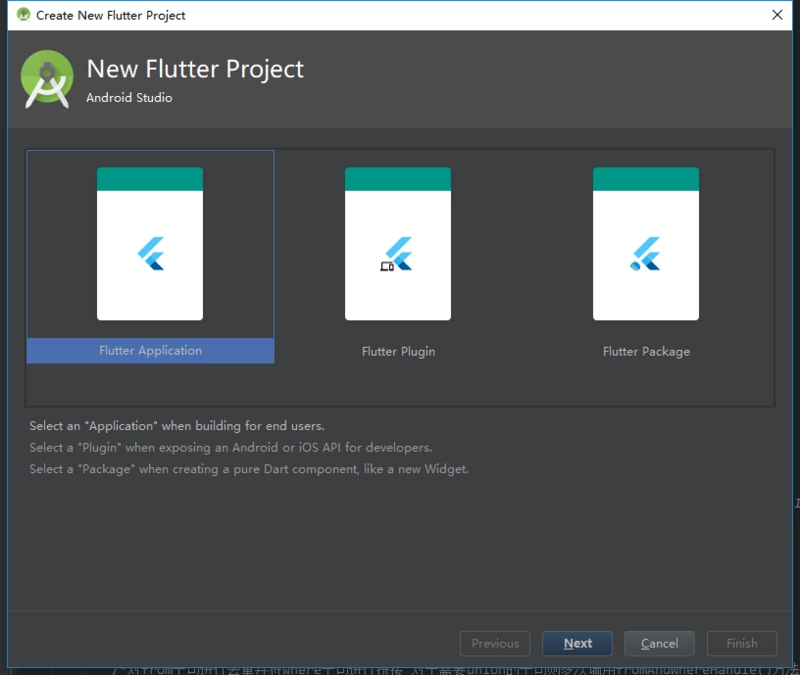 Create New Flutter Project
New Flutter Project
Android Studio
Flutter Application
Flutter Plugin
Flutter Package
Select an "Application" when building for end users.
Select a "Plugin" when exposing an Android or iOS API for developers.
Select a "Package" when creating a pure Dart component, like a new Widget.
Previous
Next
Cancel
Finish